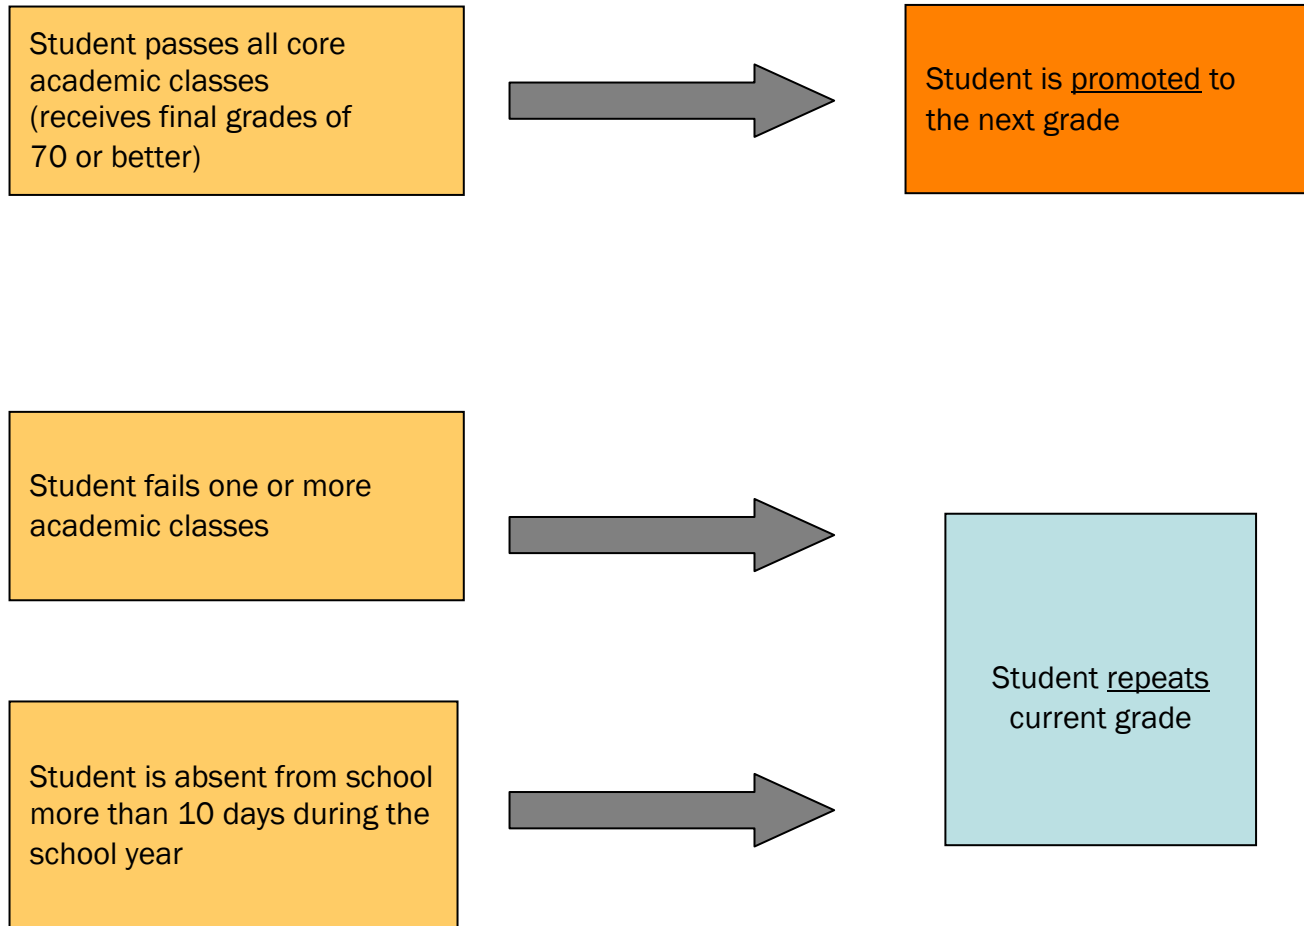 Student passes all core
academic classes
(receives final grades of
70 or better)
Student is promoted to
the next grade
Student fails one or more
academic classes
Student repeats
current grade
Student is absent from school
more than 10 days during the
school year